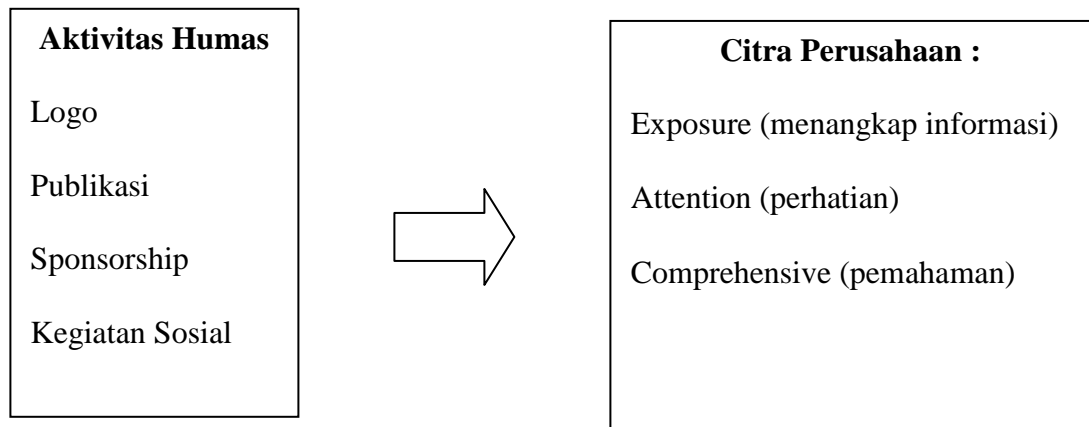 Aktivitas Humas
Logo
Publikasi
Sponsorship
Kegiatan Sosial
Citra Perusahaan :
Exposure (menangkap informasi)
Attention (perhatian)
Comprehensive (pemahaman)